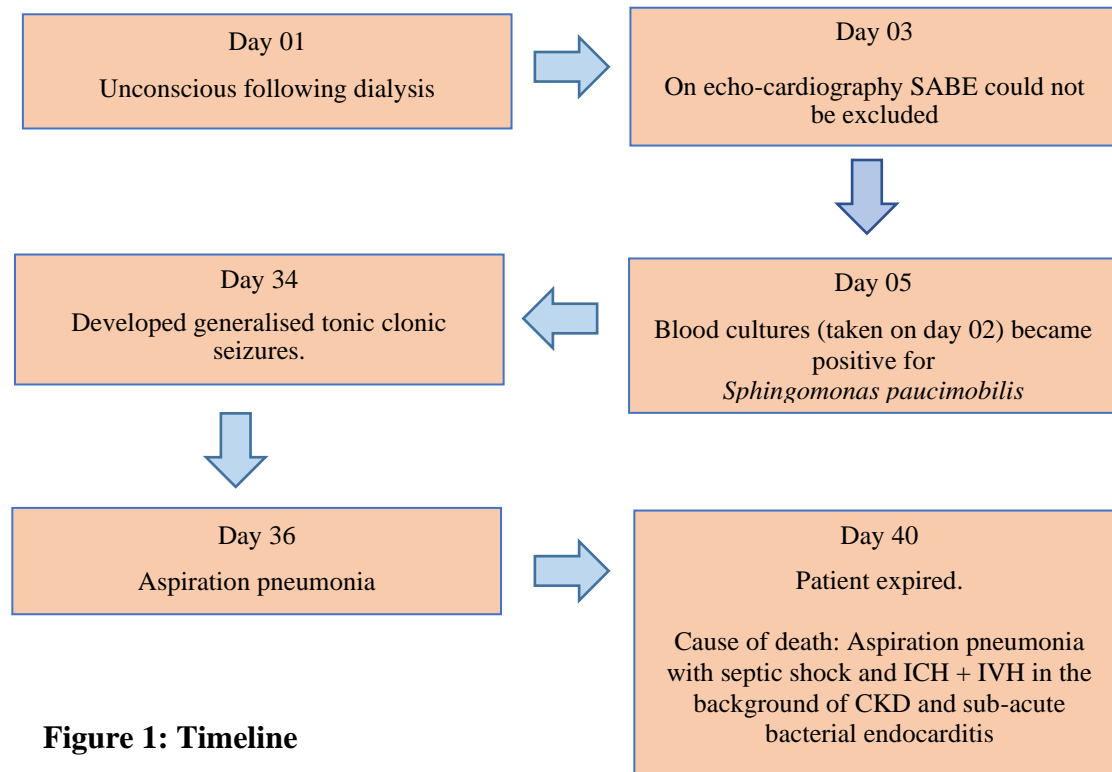 Day 01
Unconscious following dialysis
Day 03
On echo-cardiography SABE could not
be excluded
Day 05
Blood cultures (taken on day 02) became
positive for
Sphingomonas paucimobilis
Day 34
Developed generalised tonic clonic
seizures.
Day 36
Aspiration pneumonia
Day 40
Patient expired.
Cause of death: Aspiration pneumonia
with septic shock and ICH + IVH in the
background of CKD and sub-acute
bacterial endocarditis
Figure 1: Timeline